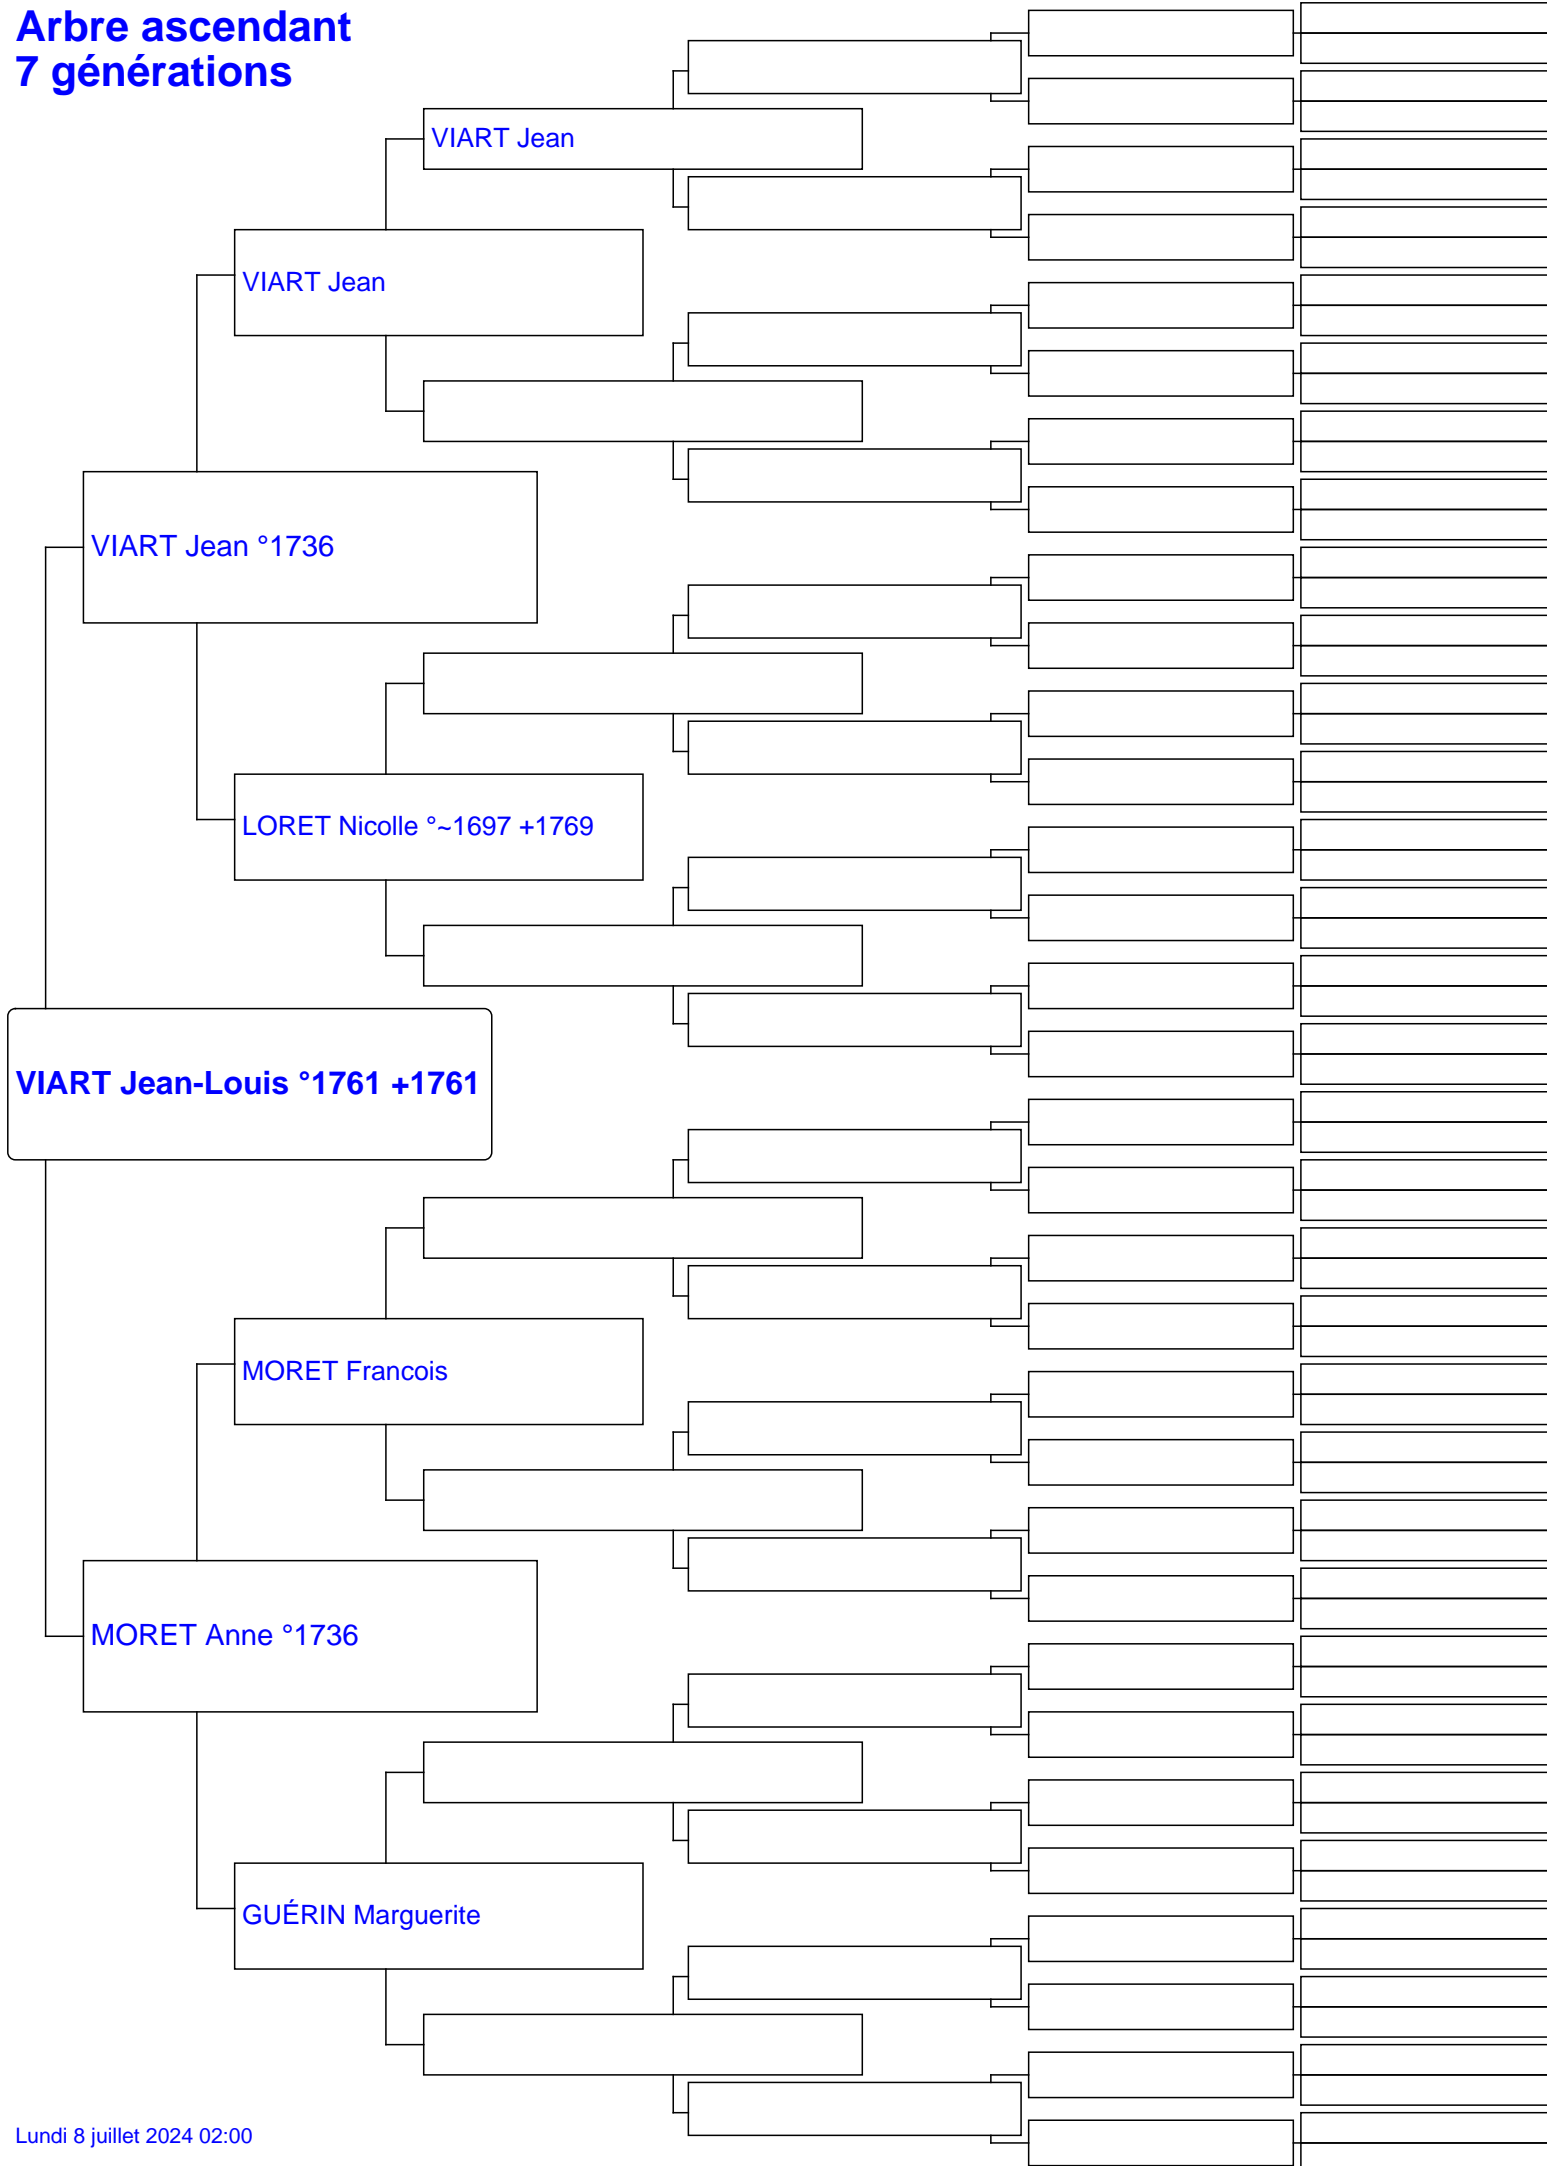 Arbre ascendant
7 générations
VIART Jean
VIART Jean
VIART Jean °1736
LORET Nicolle °~1697 +1769
VIART Jean-Louis °1761 +1761
MORET Francois
MORET Anne °1736
GUÉRIN Marguerite
Lundi 8 juillet 2024 02:00